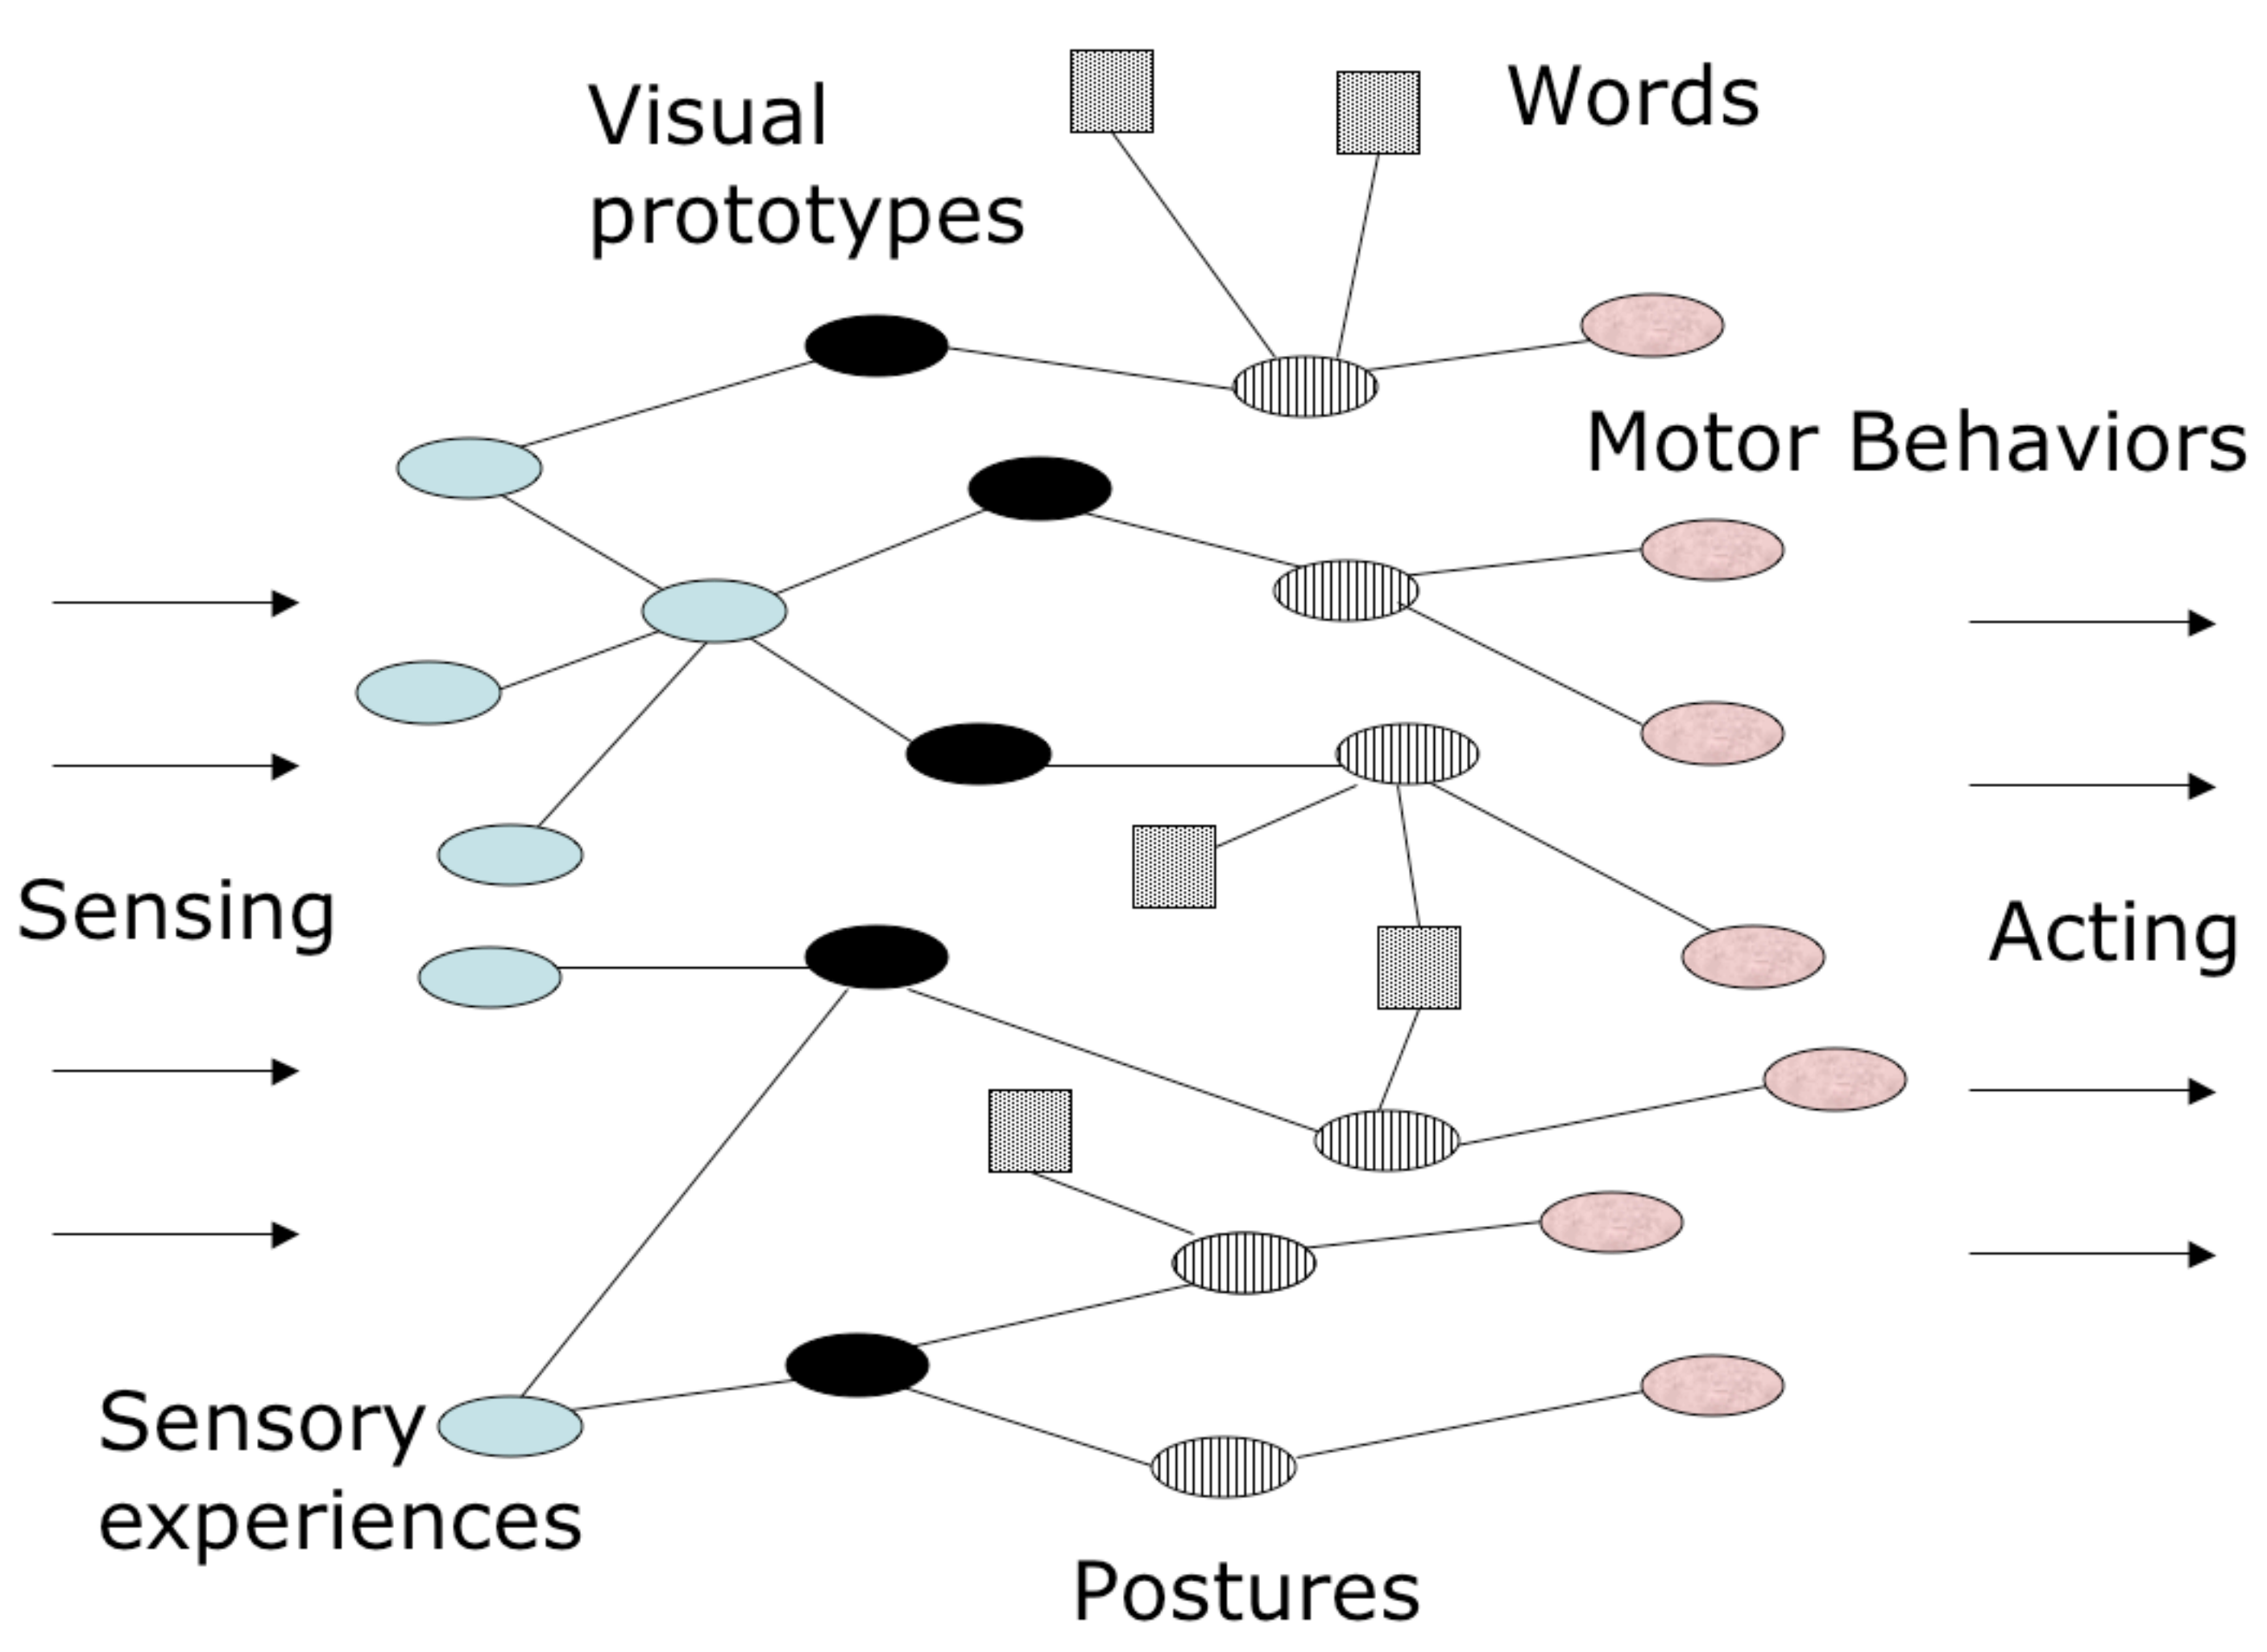 Visual
prototypes
Words
Motor Behaviors
Sensing
Acting
Sensory
experiences
Postures